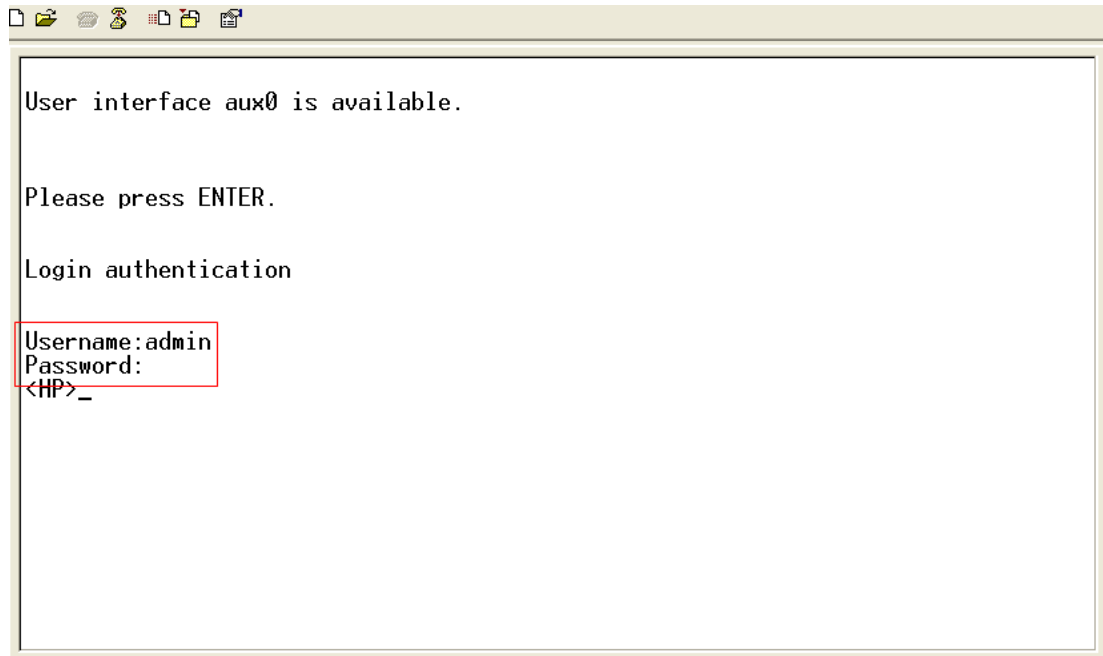 User interface aux0 is available.
Please press ENTER.
Login authentication
Username:admin
Password:
<HP>_